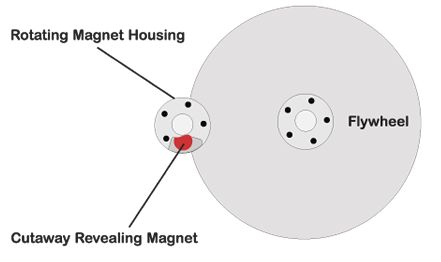 Rotating Magnet Housing
Flywheel
Cutaway Revealing Magnet